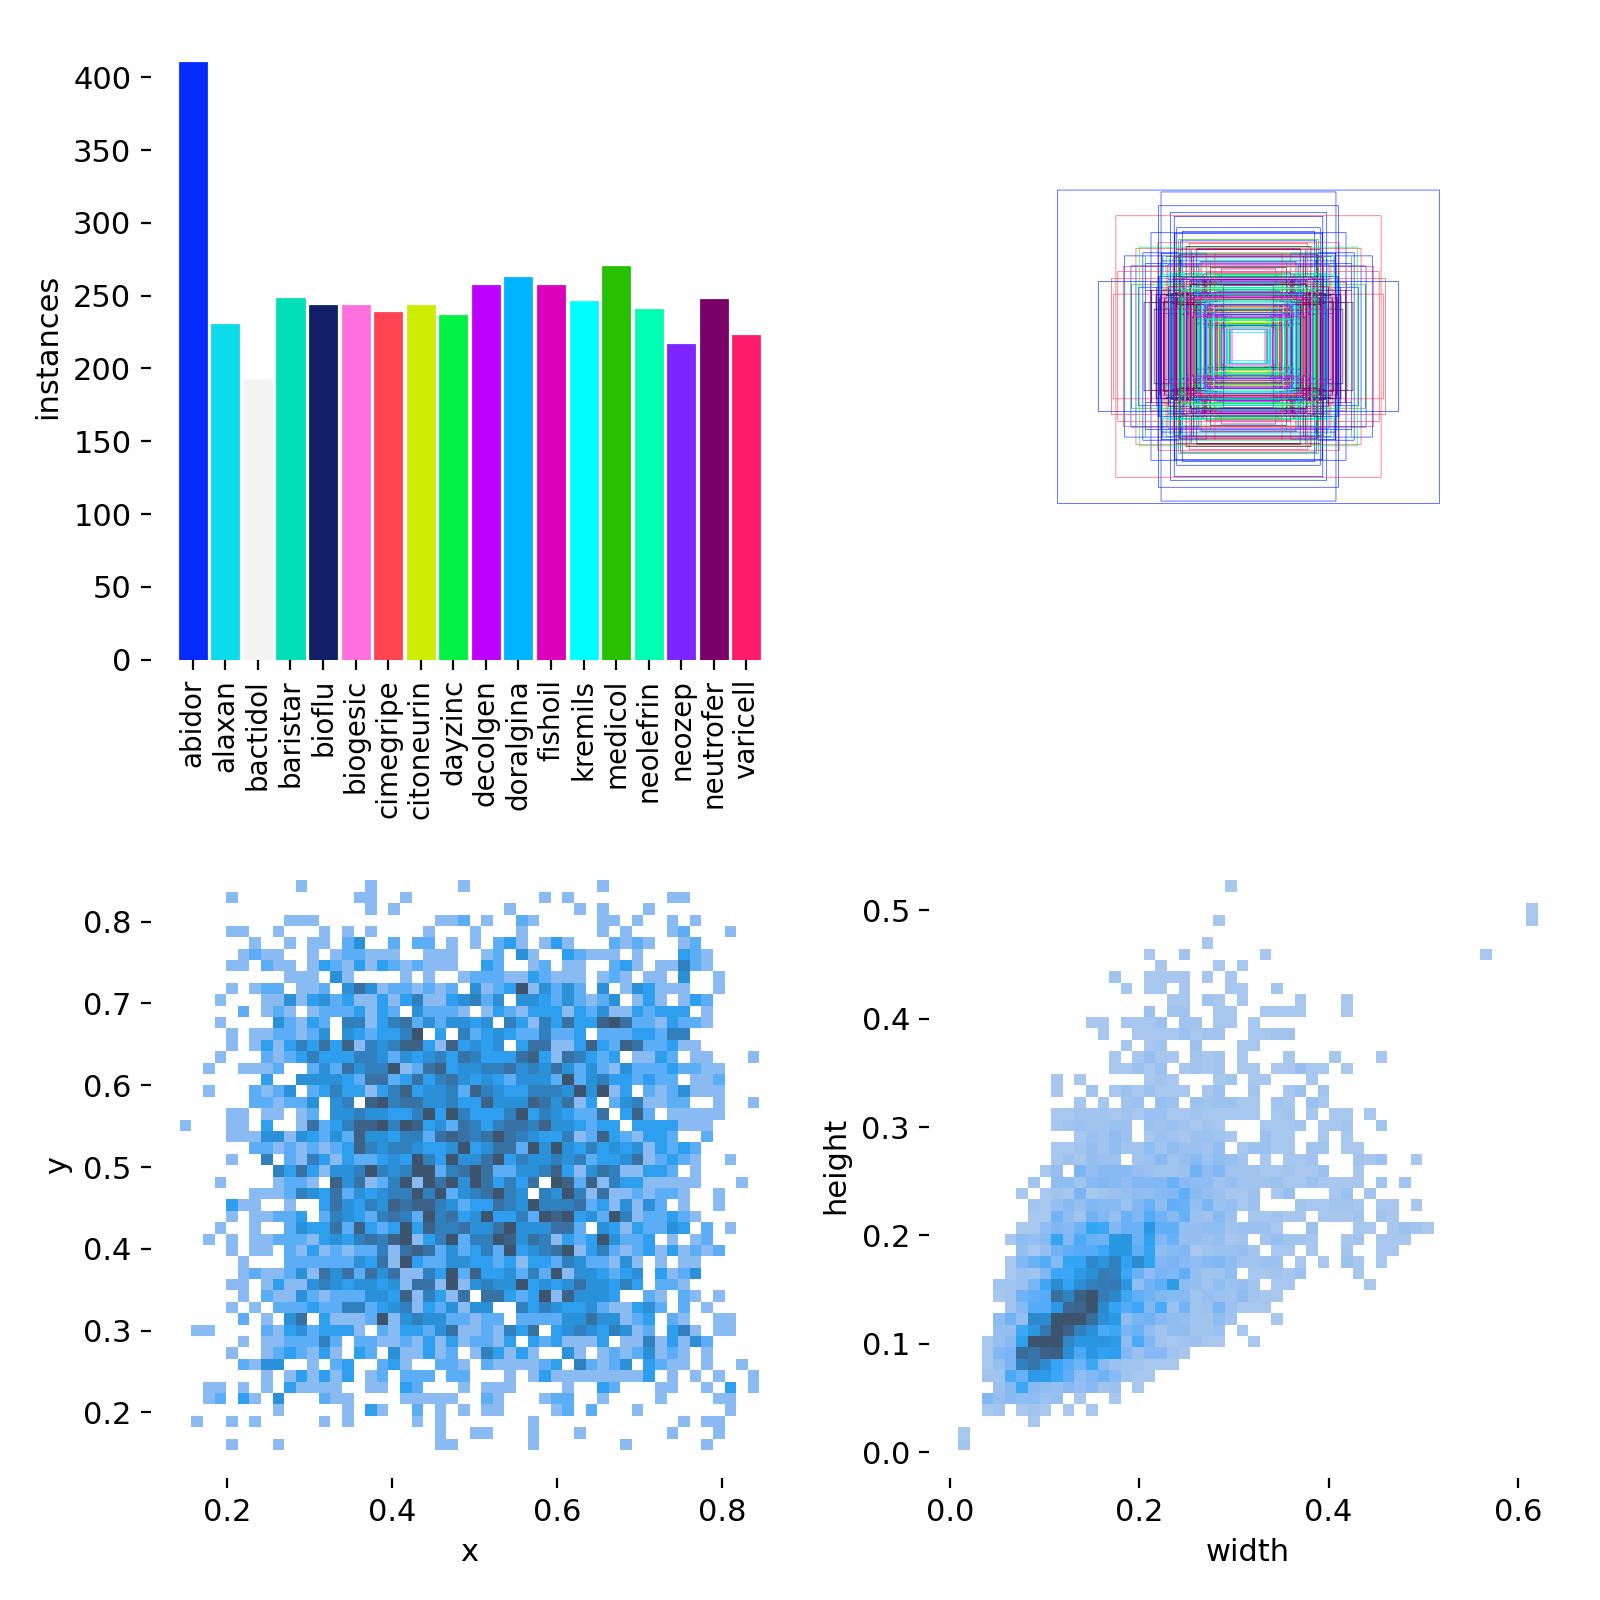 400
350
300
250
200
150
100
50
0
instances
abidor
alaxan
bactidol
baristar
bioflu
biogesic
cimegripe
citoneurin
dayzinc
decolgen
doralgina
fishoil
kremils
medicol
neolefrin
neozep
neutrofer
varicell
0.8
0.7
0.6
0.5
0.4
0.3
0.2
y
0.2 0.4 0.6 0.8
x
0.5
0.4
0.3
0.2
0.1
0.0
height
0.0 0.2 0.4 0.6
width